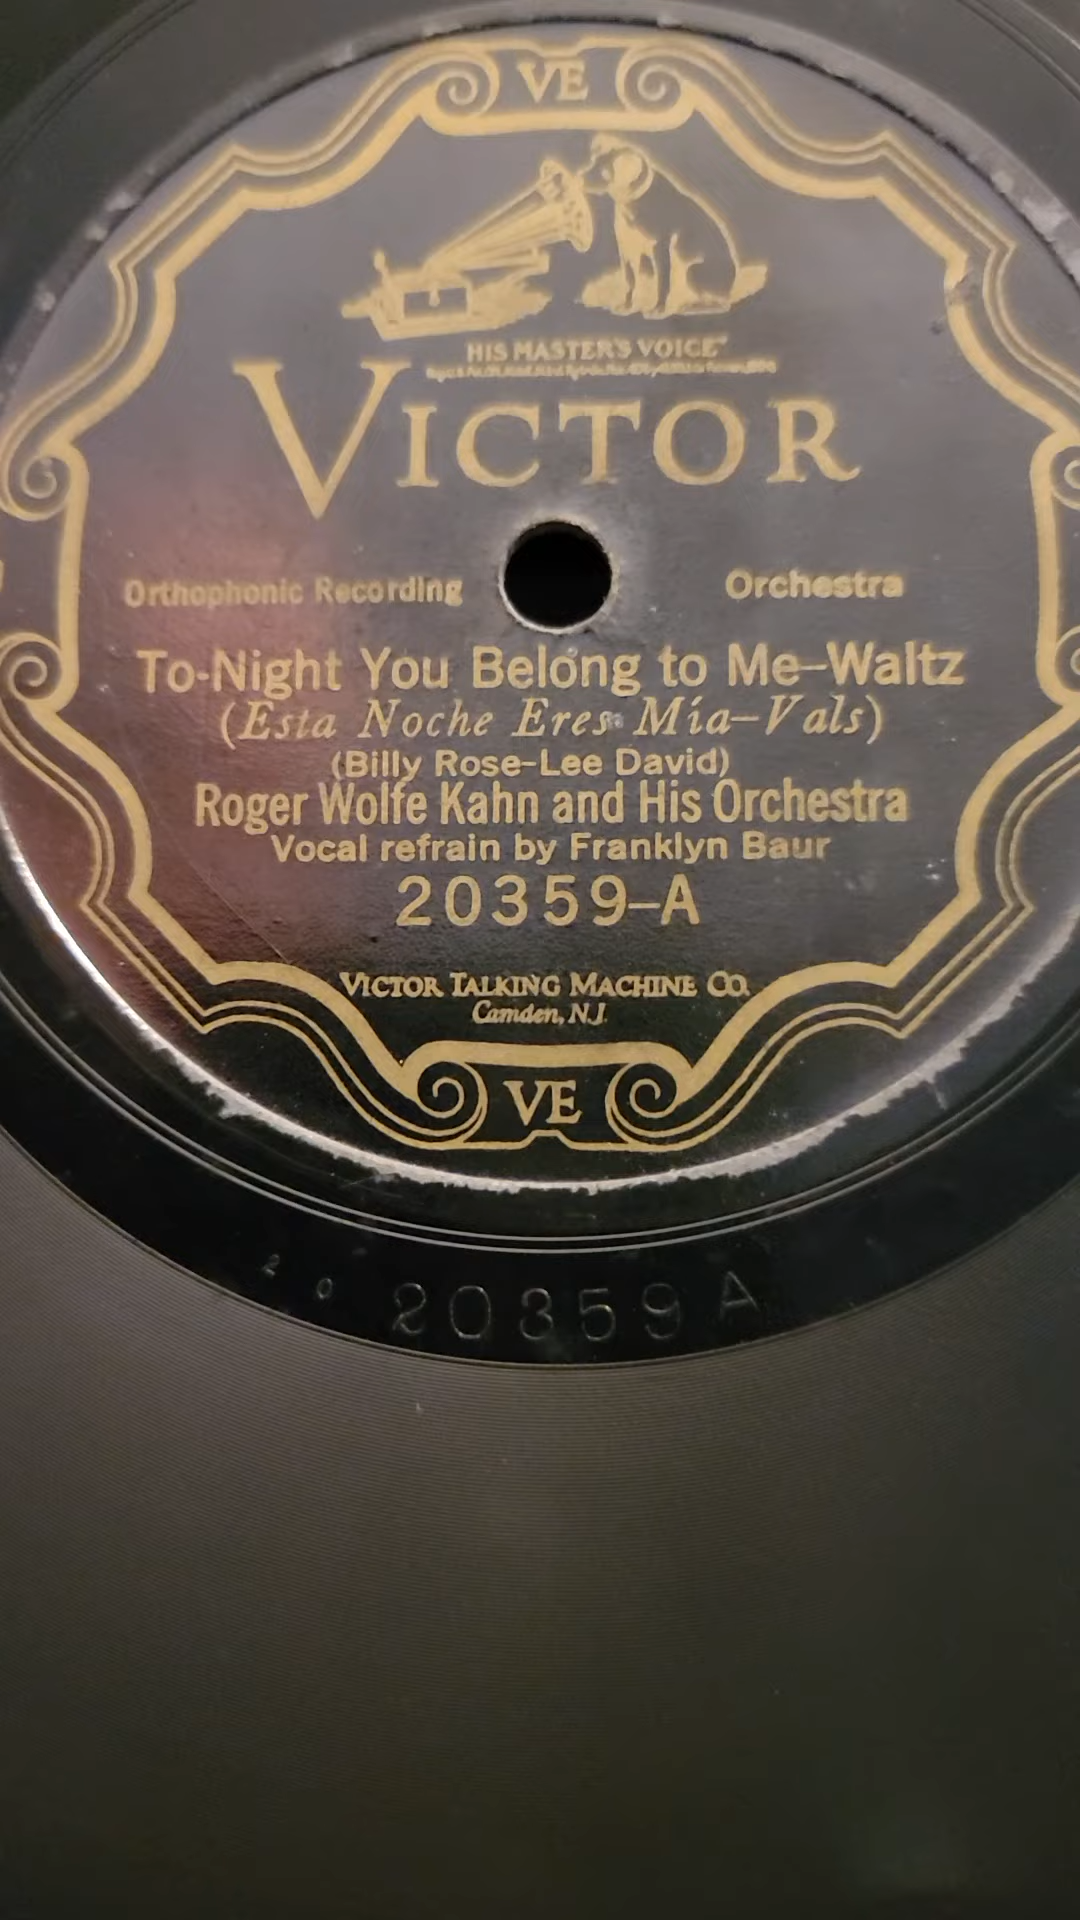 VE
HIS MASTER'S VOICE"
VICTOR
Orthophonic Recording
Orchestra
To-Night You Belong to Me–Waltz
(Esta Noche Eres Mía–Vals)
(Billy Rose-Lee David)
Roger Wolfe Kahn and His Orchestra
Vocal refrain by Franklyn Baur
20359–A
VICTOR TALKING MACHINE CO.
Camden, N.J.
VE
2 0 20359 A